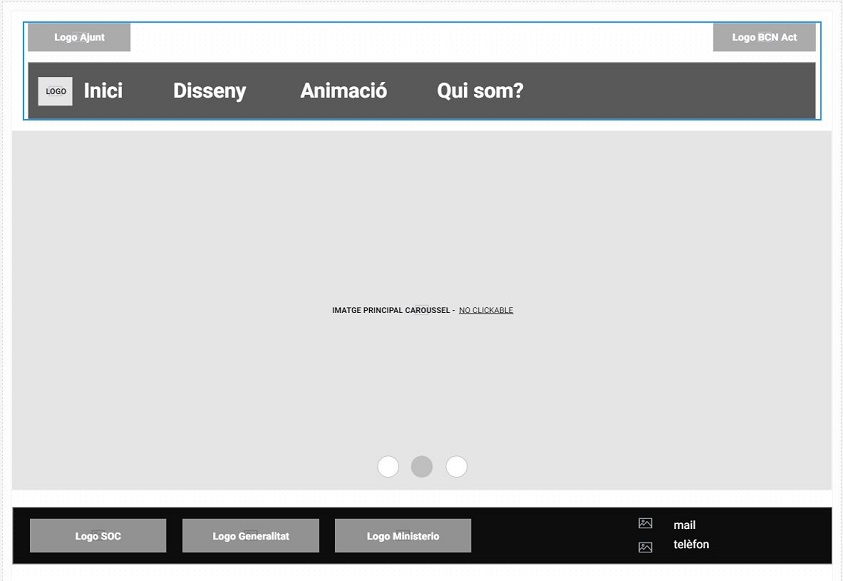 Logo Ajunt
Logo BCN Act
LOGO
Inici
Disseny
Animació
Qui som?
IMATGE PRINCIPAL CAROUSSEL - NO CLICKABLE
Logo SOC
Logo Generalitat
Logo Ministerio
mail
telèfon